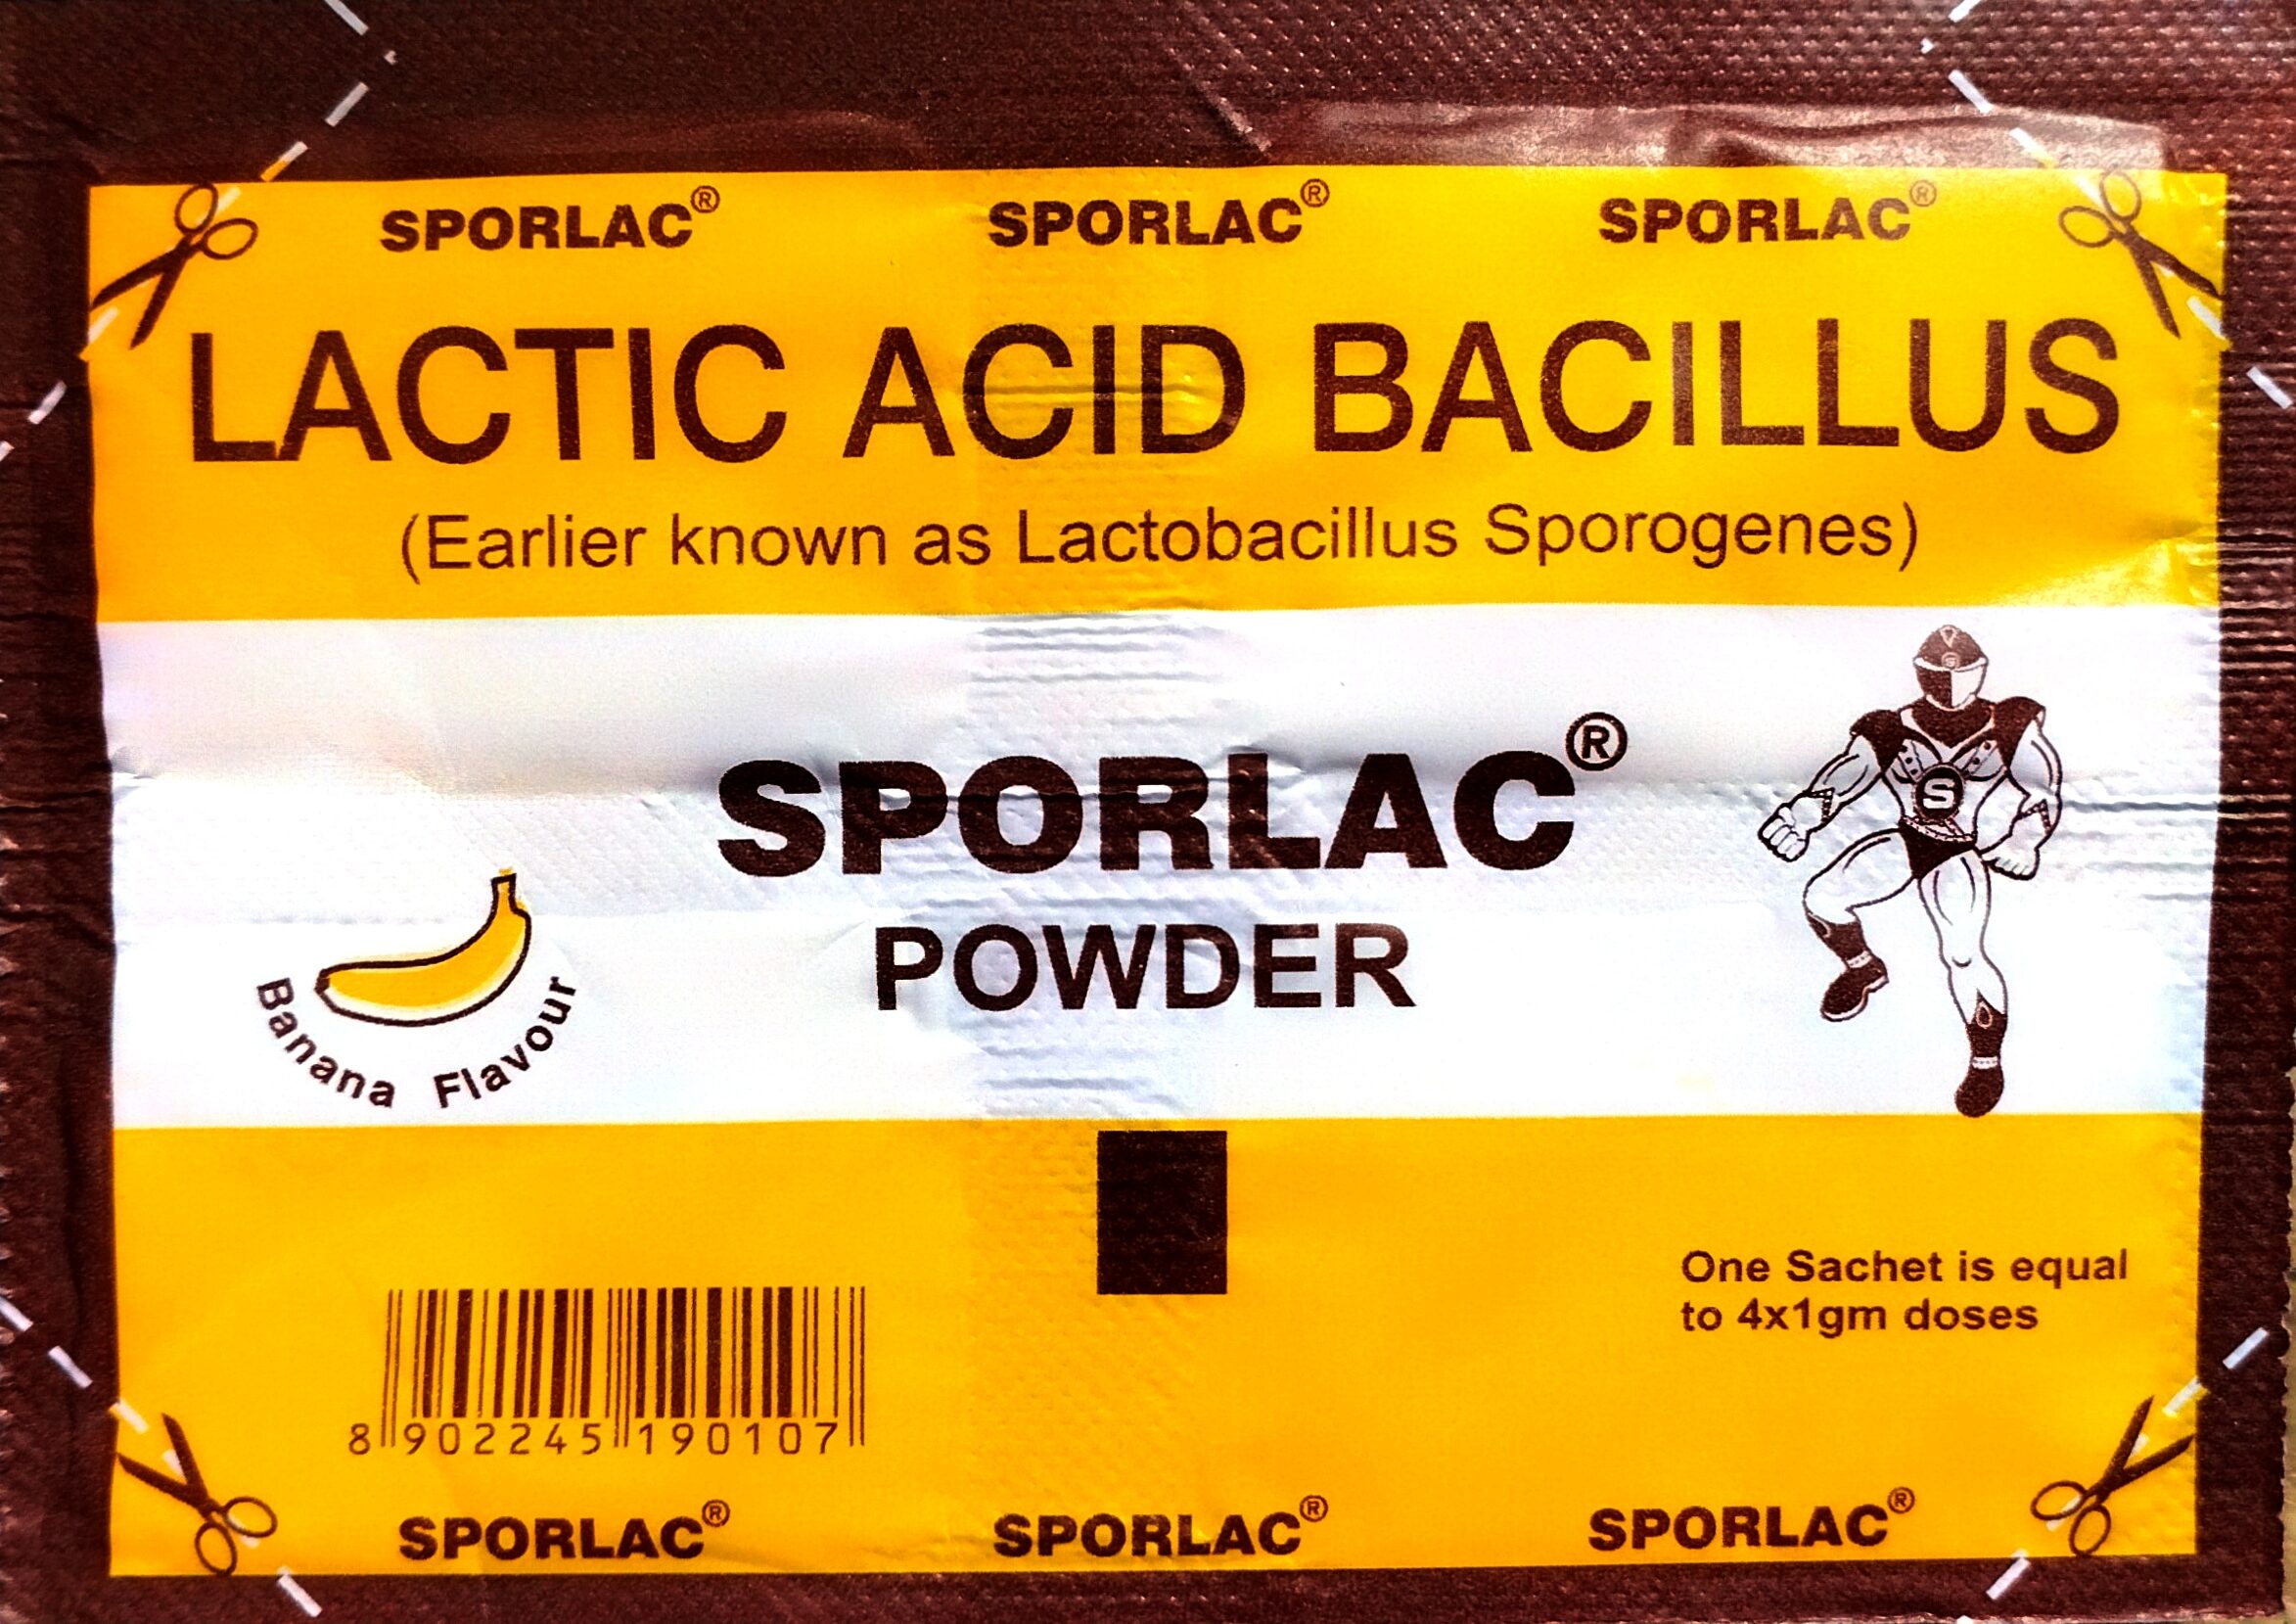 SPORLAC® SPORLAC® SPORLAC®
LACTIC ACID BACILLUS
(Earlier known as Lactobacillus Sporogenes)
SPORLAC®
S
POWDER
Banana Flavour
One Sachet is equal
to 4x1gm doses
8 902245 190107
SPORLAC® SPORLAC® SPORLAC®